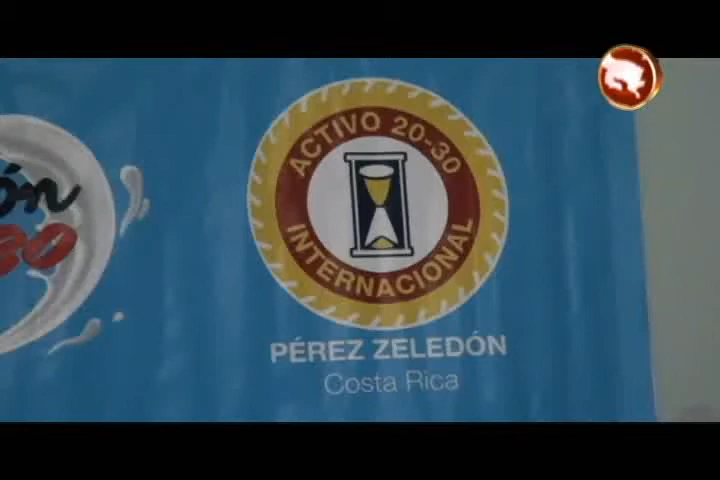 ACTIVO 20-30
INTERNACIONAL
PÉREZ ZELEDÓN
Costa Rica